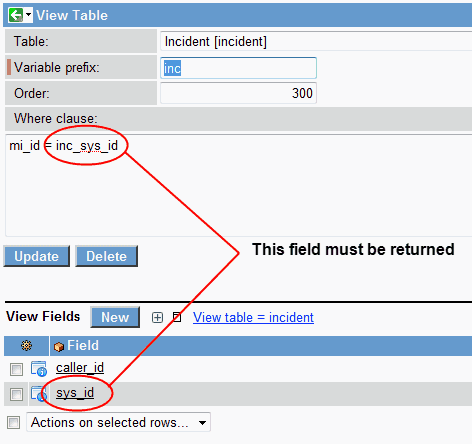 View Table
Table: Incident [incident]
Variable prefix: inc
Order: 300
Where clause:
mi_id = inc_sys_id
This field must be returned
Update Delete
View Fields New View table = incident
Field
caller_id
sys_id
Actions on selected rows...